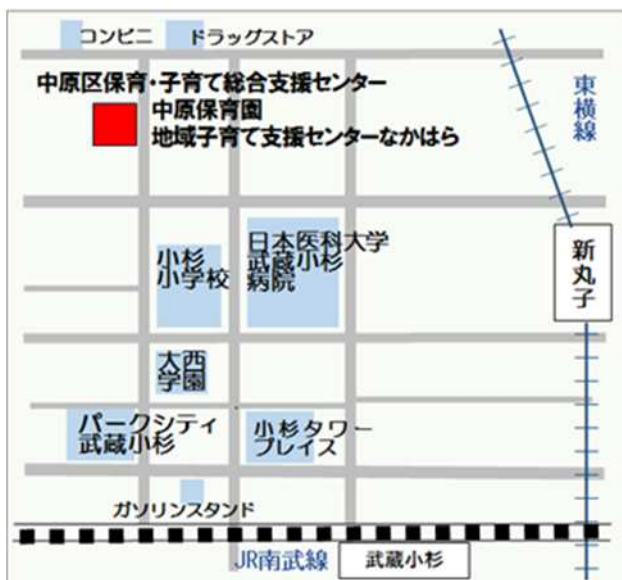 コンビニ
ドラッグストア
中原区保育・子育て総合支援センター
中原保育園
地域子育て支援センターなかはら
東横線
新丸子
小杉
小学校
日本医科大学
武蔵小杉
病院
大西
学園
パークシティ
武蔵小杉
小杉タワー
プレイス
ガソリンスタンド
JR南武線
武蔵小杉